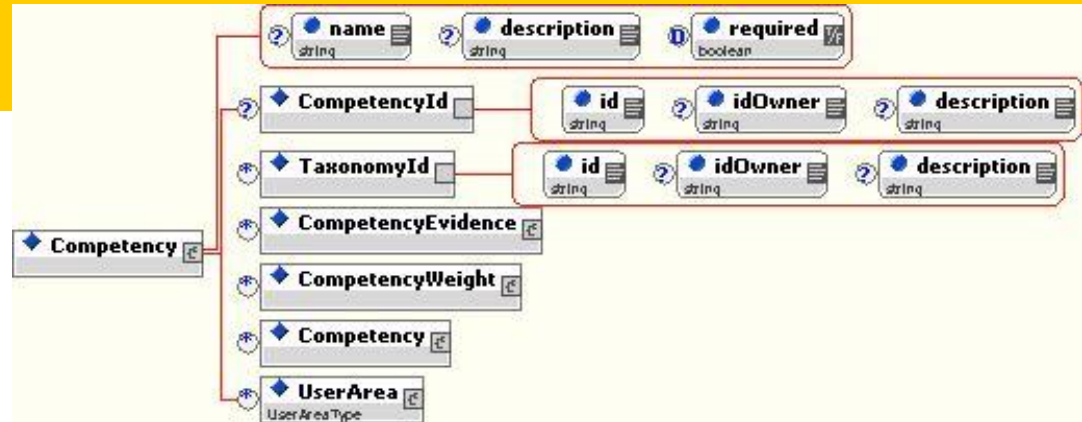 ? name ? description D required T/F
string string boolean
? CompetencyId id ? idOwner ? description
string string string
* TaxonomyId id ? idOwner ? description
string string string
* CompetencyEvidence
Competency
* CompetencyWeight
* Competency
* UserArea
UserAreaType